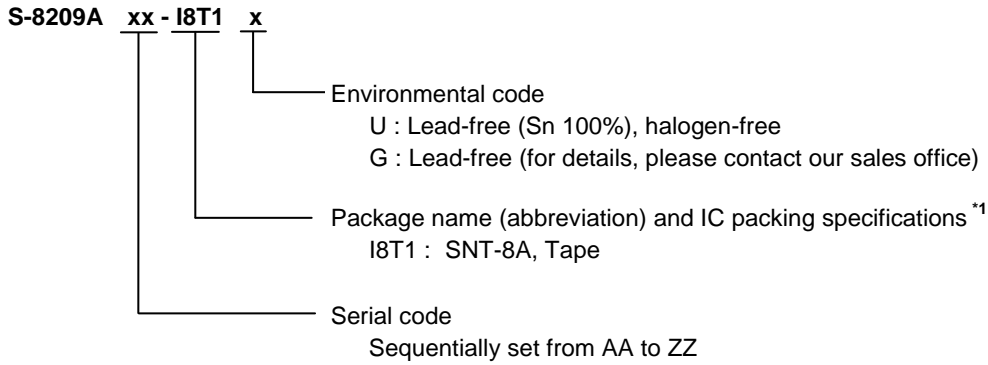 S-8209A xx - I8T1 x
Environmental code
U : Lead-free (Sn 100%), halogen-free
G : Lead-free (for details, please contact our sales office)
Package name (abbreviation) and IC packing specifications *1
I8T1 : SNT-8A, Tape
Serial code
Sequentially set from AA to ZZ